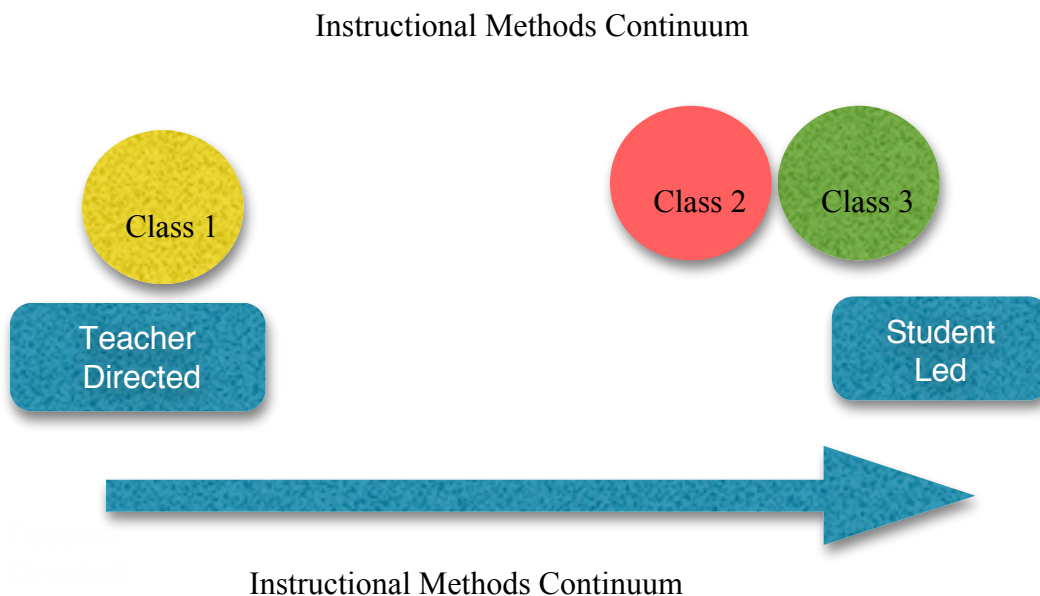 Instructional Methods Continuum
Class 1
Class 2
Class 3
Teacher
Directed
Student
Led
Instructional Methods Continuum